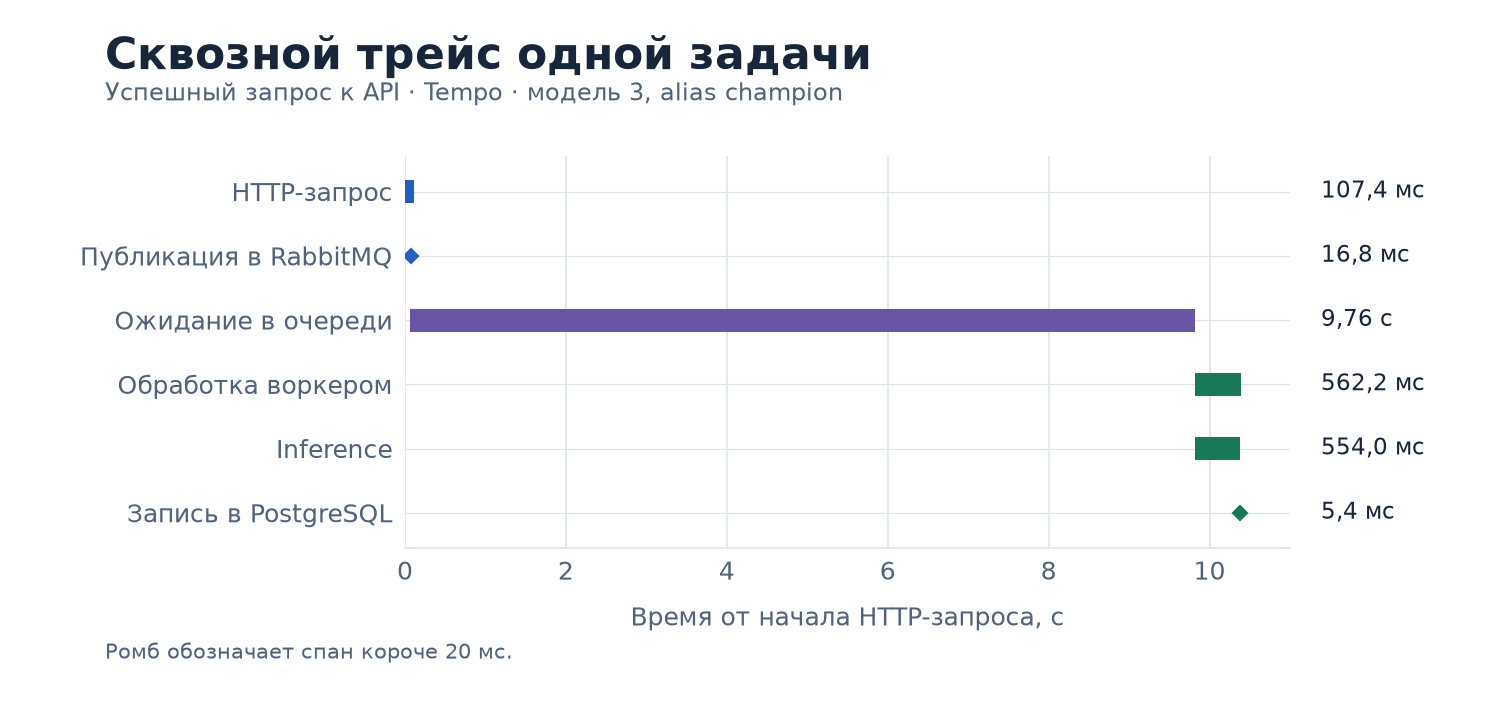 Сквозной трейс одной задачи
Успешный запрос к API · Tempo · модель 3, alias champion
HTTP-запрос 107,4 мс
Публикация в RabbitMQ 16,8 мс
Ожидание в очереди 9,76 с
Обработка воркером 562,2 мс
Inference 554,0 мс
Запись в PostgreSQL 5,4 мс
0 2 4 6 8 10
Время от начала HTTP-запроса, с
Ромб обозначает спан короче 20 мс.